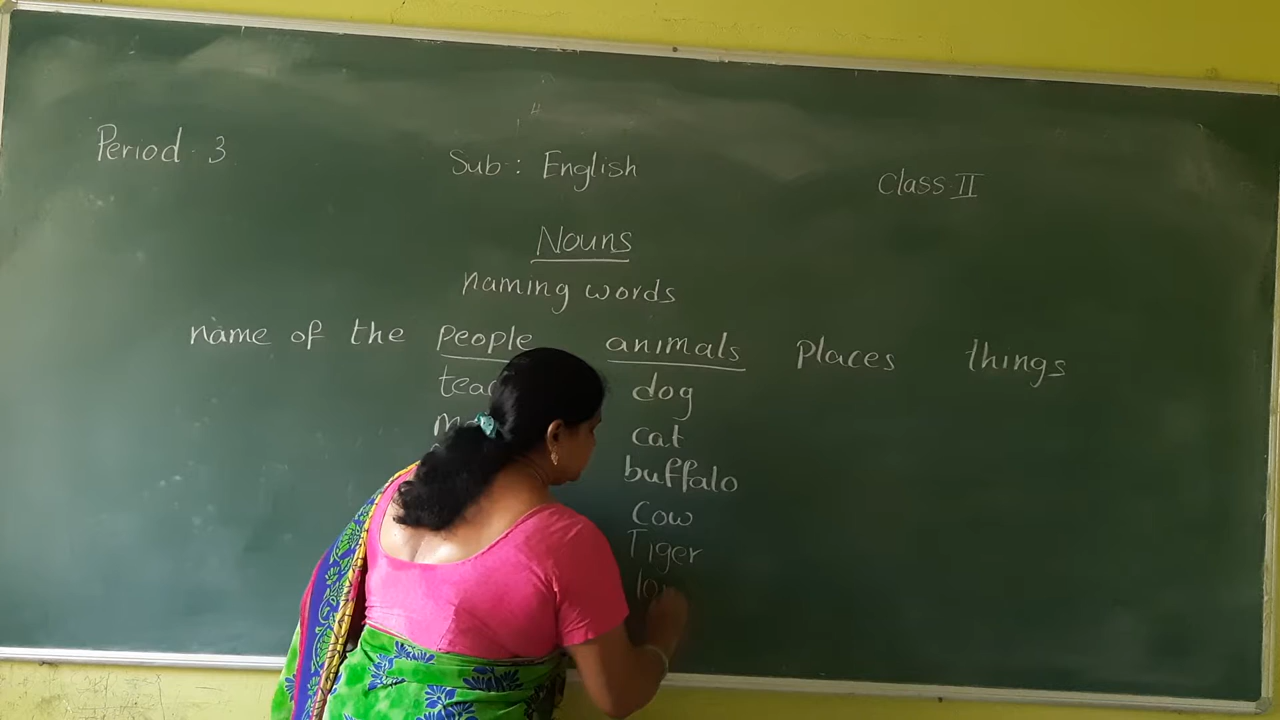 Period - 3 Sub : English Class-II
Nouns
naming words
name of the people animals places things
dog
cat
buffalo
Cow
Tiger